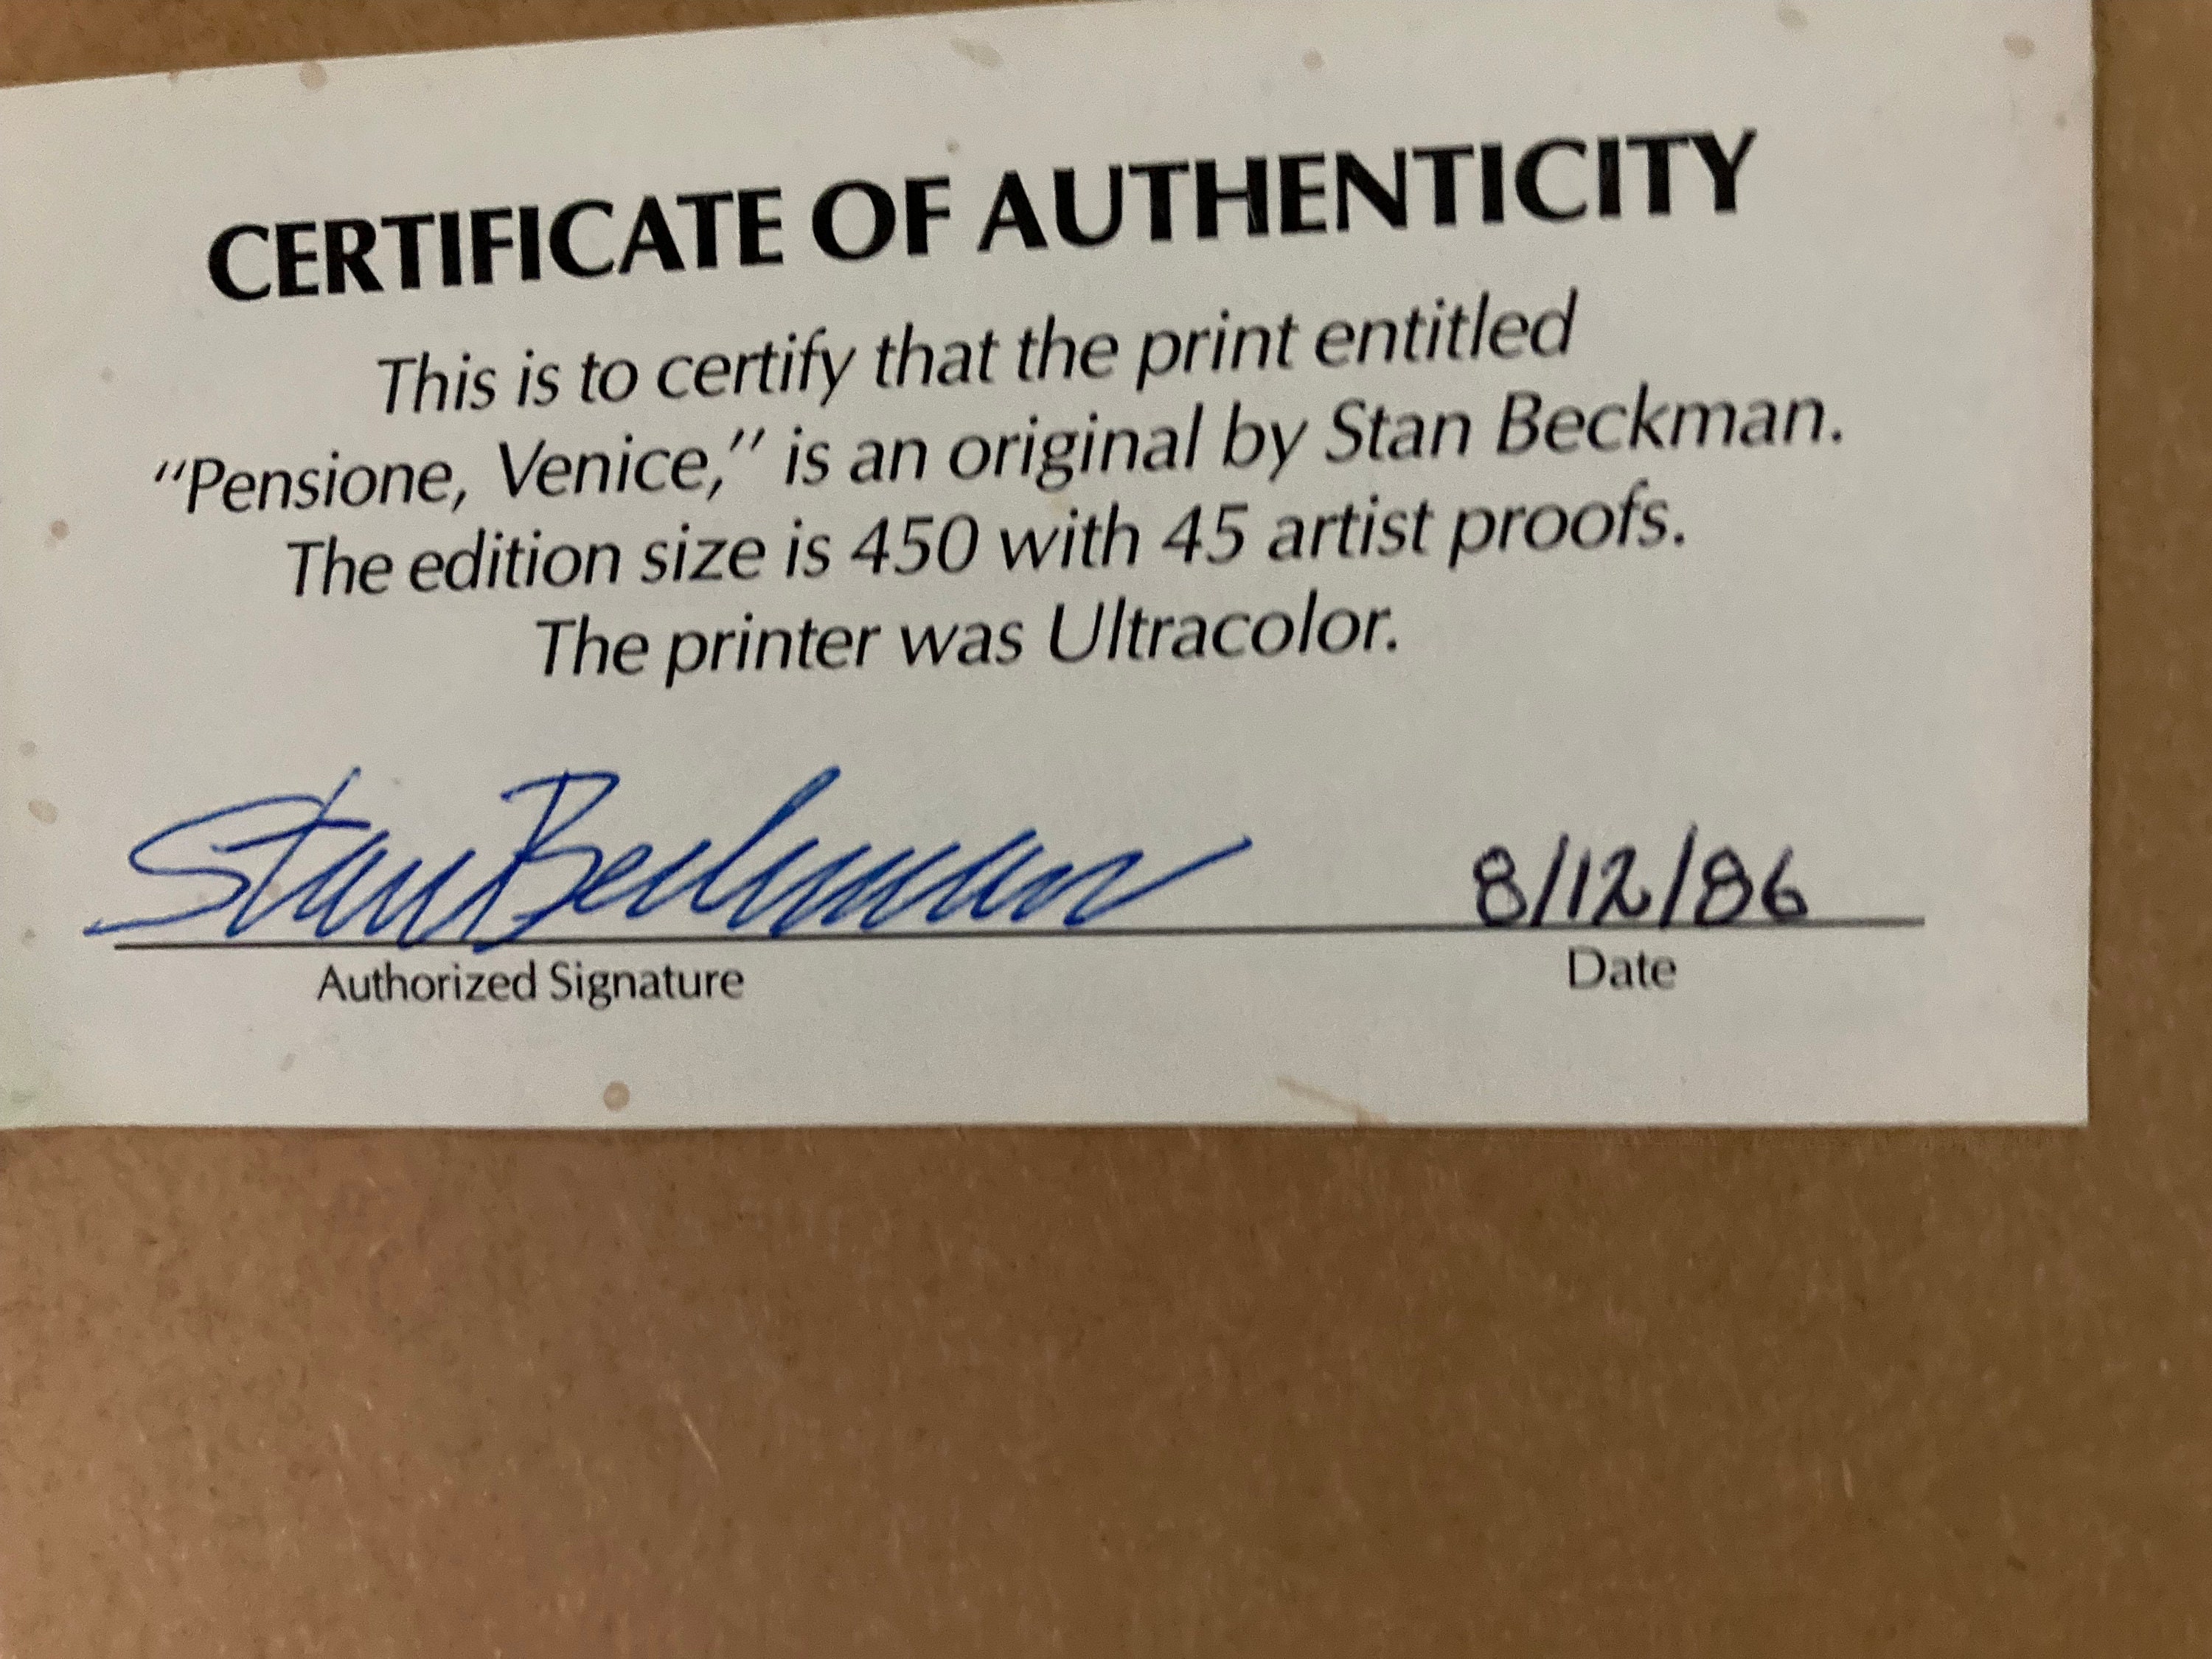 CERTIFICATE OF AUTHENTICITY
This is to certify that the print entitled
"Pensione, Venice," is an original by Stan Beckman.
The edition size is 450 with 45 artist proofs.
The printer was Ultracolor.
Stan Beckman 8/12/86
Authorized Signature Date